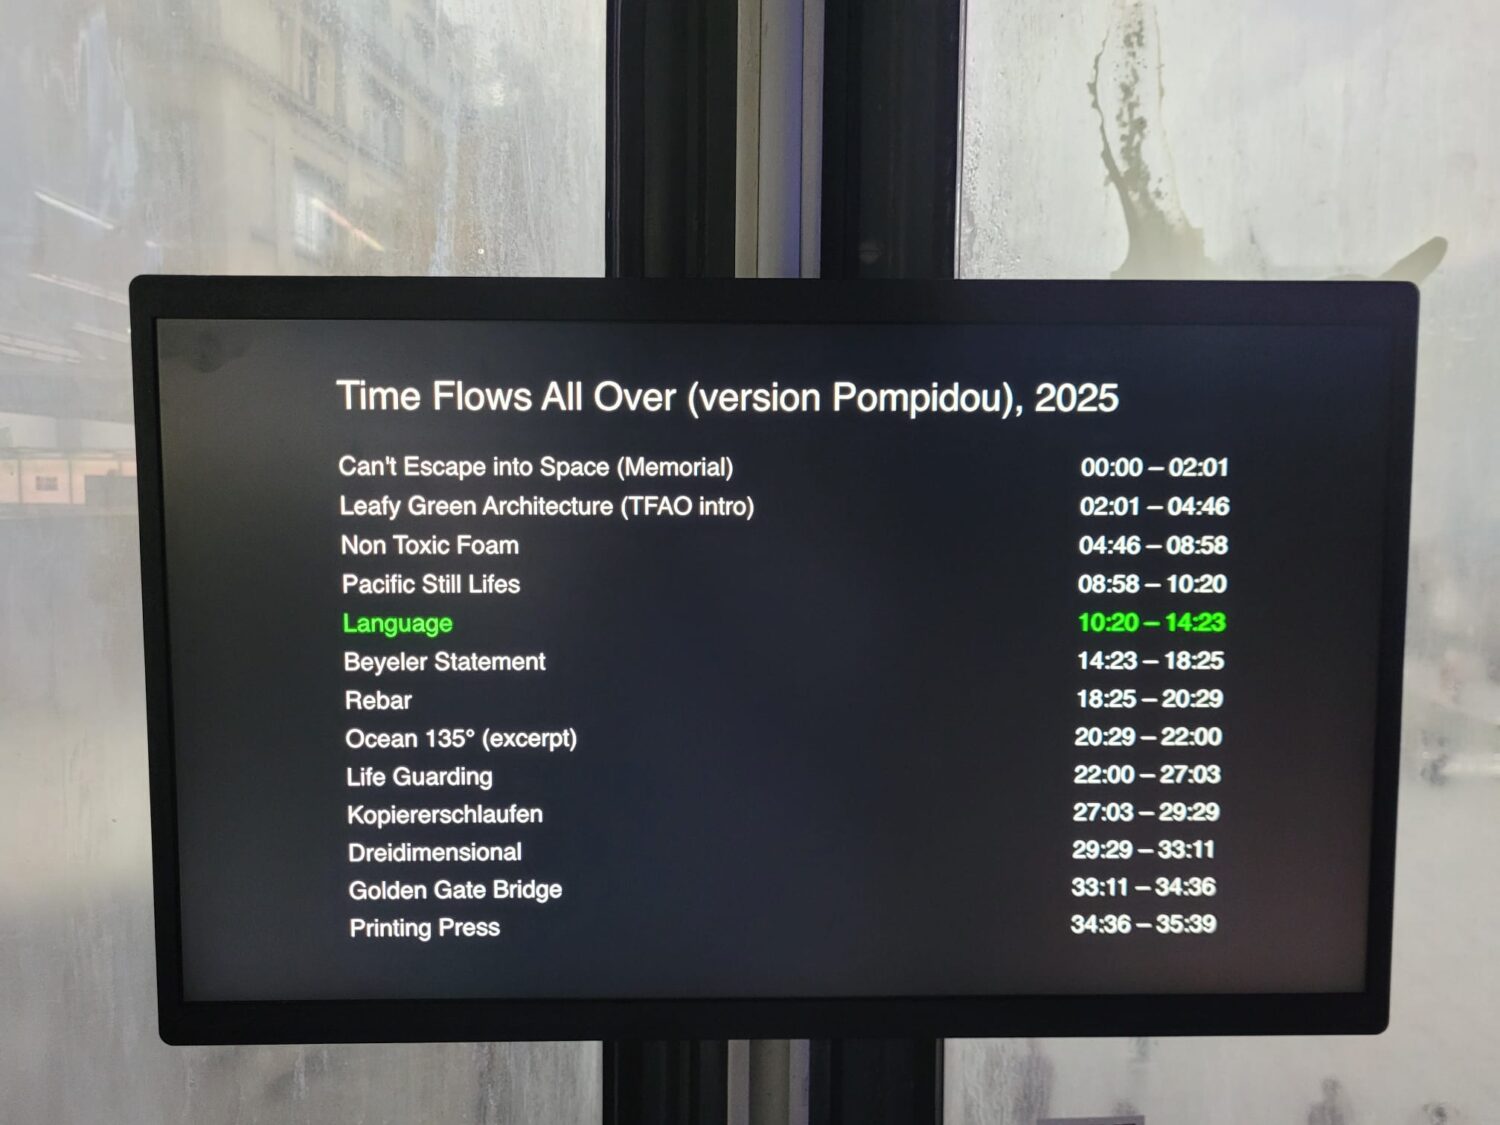 Time Flows All Over (version Pompidou), 2025
Can't Escape into Space (Memorial) 00:00 – 02:01
Leafy Green Architecture (TFAO intro) 02:01 – 04:46
Non Toxic Foam 04:46 – 08:58
Pacific Still Lifes 08:58 – 10:20
Language 10:20 – 14:23
Beyeler Statement 14:23 – 18:25
Rebar 18:25 – 20:29
Ocean 135° (excerpt) 20:29 – 22:00
Life Guarding 22:00 – 27:03
Kopiererschlaufen 27:03 – 29:29
Dreidimensional 29:29 – 33:11
Golden Gate Bridge 33:11 – 34:36
Printing Press 34:36 – 35:39